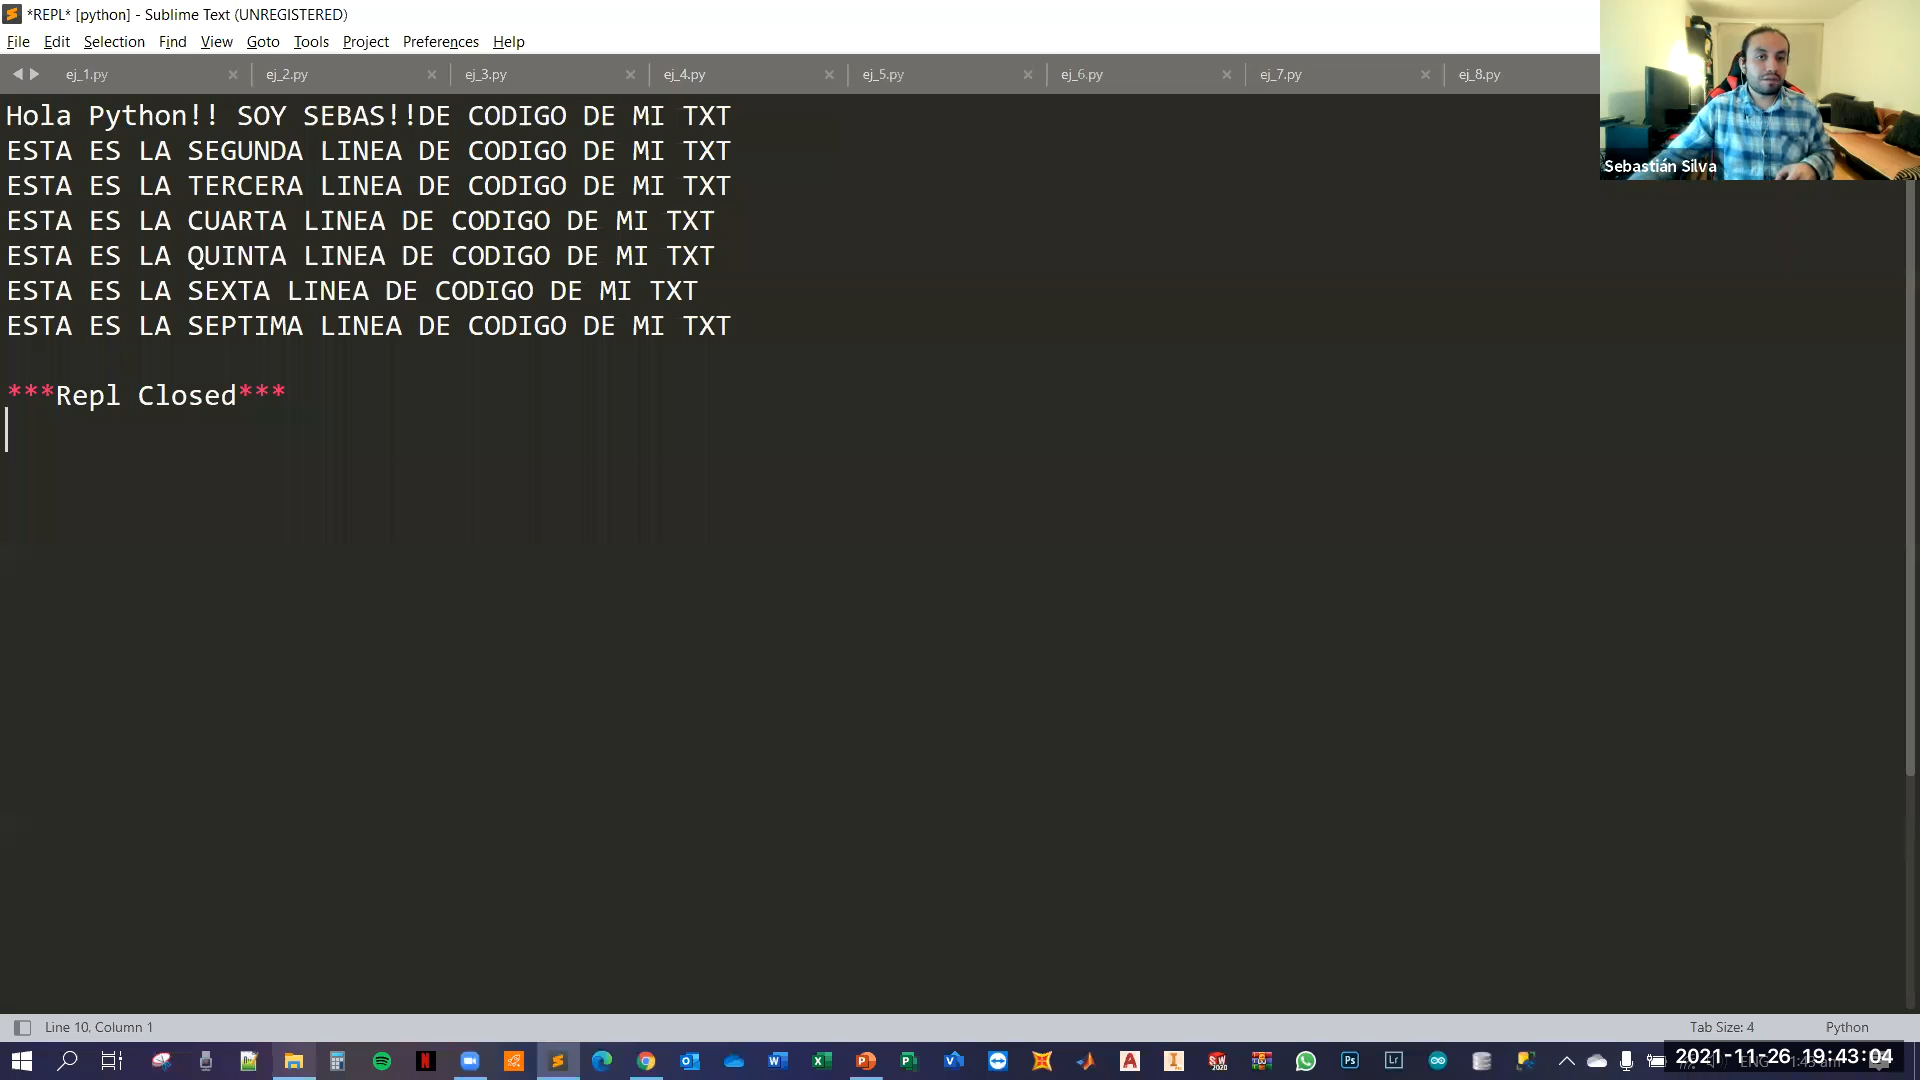 *REPL* [python] - Sublime Text (UNREGISTERED)
File Edit Selection Find View Goto Tools Project Preferences Help
ej_1.py ej_2.py ej_3.py ej_4.py ej_5.py ej_6.py ej_7.py ej_8.py
Hola Python!! SOY SEBAS!!DE CODIGO DE MI TXT
ESTA ES LA SEGUNDA LINEA DE CODIGO DE MI TXT
ESTA ES LA TERCERA LINEA DE CODIGO DE MI TXT
ESTA ES LA CUARTA LINEA DE CODIGO DE MI TXT
ESTA ES LA QUINTA LINEA DE CODIGO DE MI TXT
ESTA ES LA SEXTA LINEA DE CODIGO DE MI TXT
ESTA ES LA SEPTIMA LINEA DE CODIGO DE MI TXT
***Repl Closed***
Sebastián Silva
Line 10, Column 1
Tab Size: 4 Python
2021-11-26 19:43:04